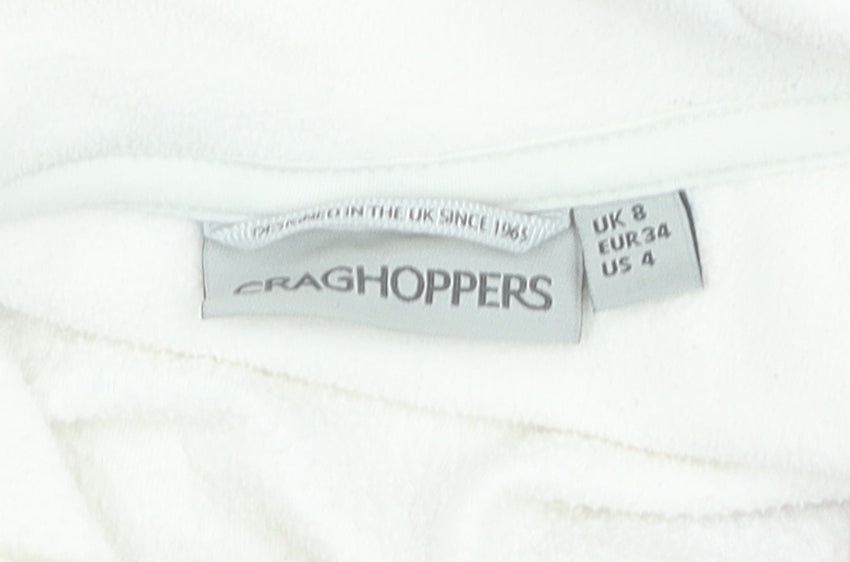 DESIGNED IN THE UK SINCE 1965
CRAGHOPPERS
UK 8
EUR 34
US 4